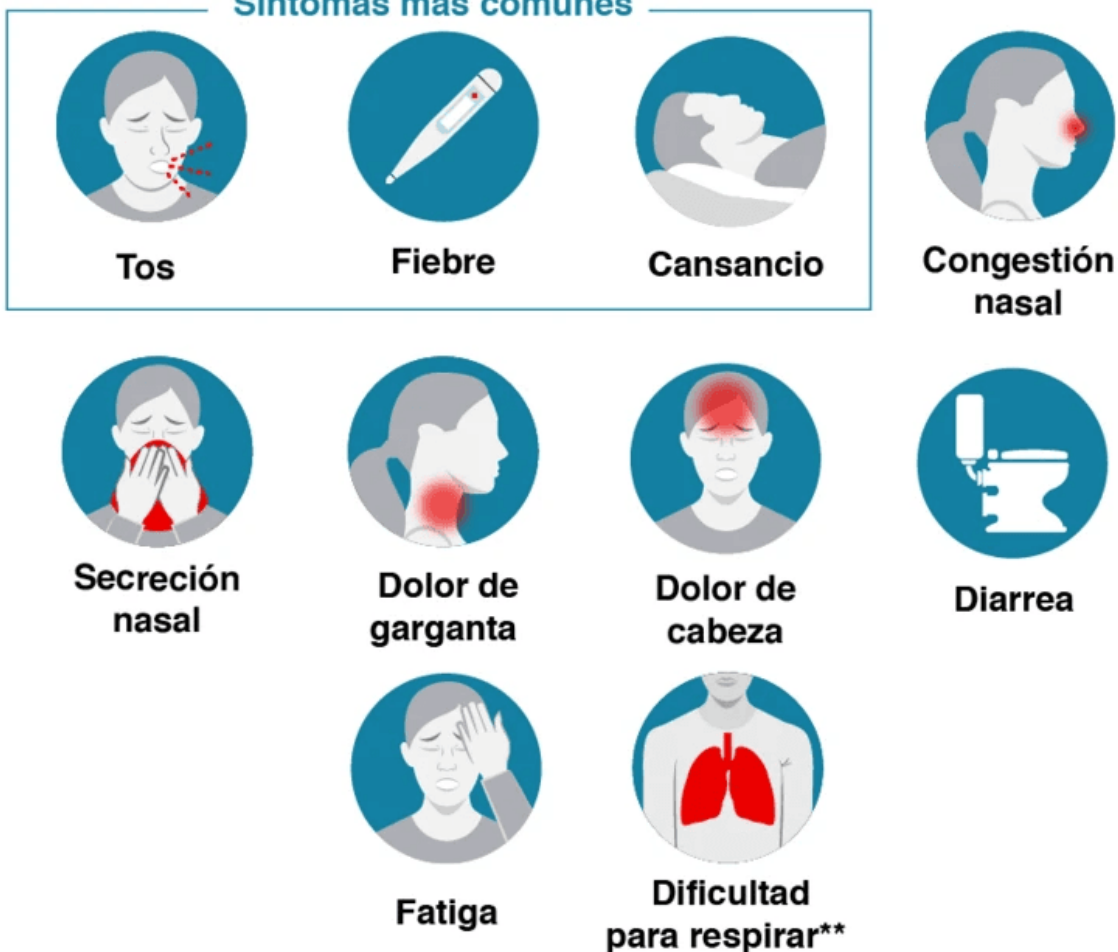 Síntomas más comunes
Tos
Fiebre
Cansancio
Congestión
nasal
Secreción
nasal
Dolor de
garganta
Dolor de
cabeza
Diarrea
Fatiga
Dificultad
para respirar**